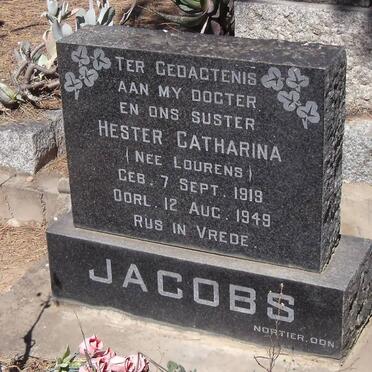 TER GEDACTENIS
AAN MY DOGTER
EN ONS SUSTER
HESTER CATHARINA
(NEE LOURENS)
GEB. 7 SEPT. 1919
OORL. 12 AUG. 1949
RUS IN VREDE.
JACOBS
NORTIER, ODN